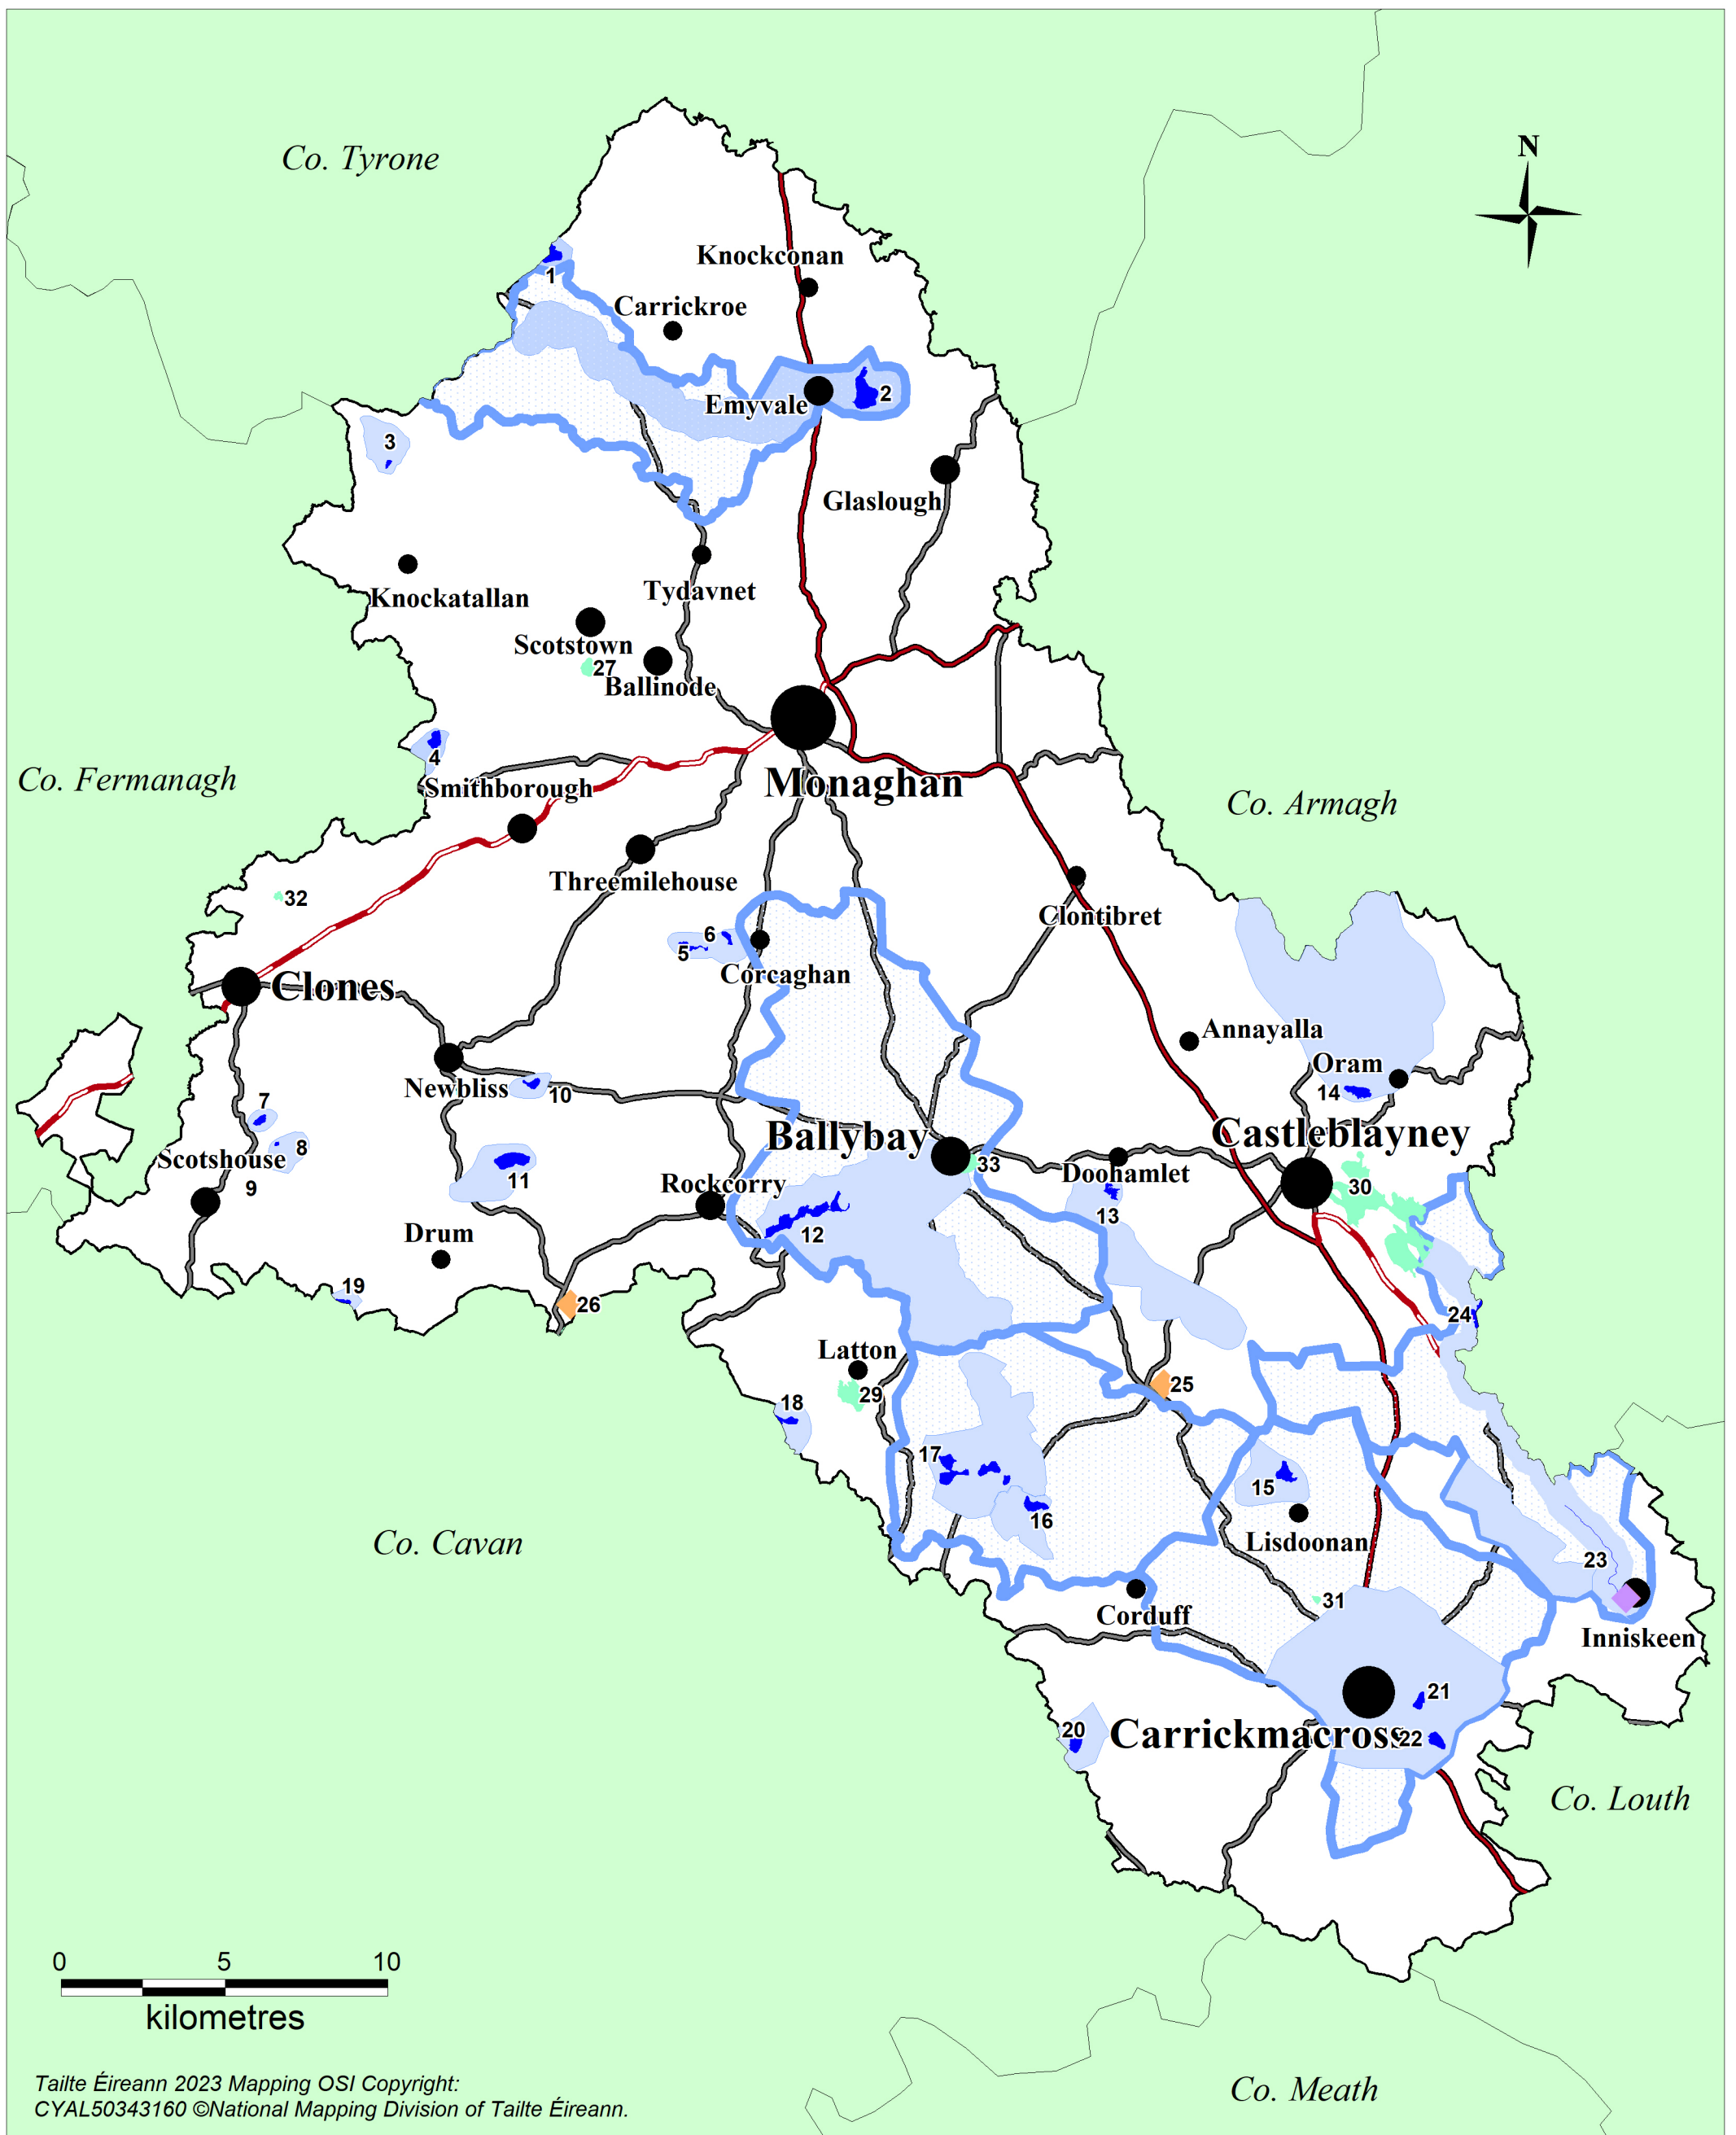 N
Co. Tyrone
Knockconan
1
Carrickroe
2
Emyvale
3
Glaslough
Tydavnet
Knockatallan
Scotstown
27
Ballinode
4
Co. Fermanagh
Monaghan
Smithborough
Co. Armagh
Threemilehouse
32
Clontibret
6
5
Corcaghan
Clones
Annayalla
Oram
Newbliss
10
14
7
Ballybay
Castleblayney
8
Scotshouse
33
Doohamlet
11
Rockcorry
9
30
13
12
Drum
19
26
24
Latton
25
29
18
17
15
16
Lisdoonan
Co. Cavan
23
31
Corduff
Inniskeen
21
20
Carrickmacross
22
Co. Louth
0 5 10
kilometres
Tailte Éireann 2023 Mapping OSI Copyright:
CYAL50343160 ©National Mapping Division of Tailte Éireann.
Co. Meath